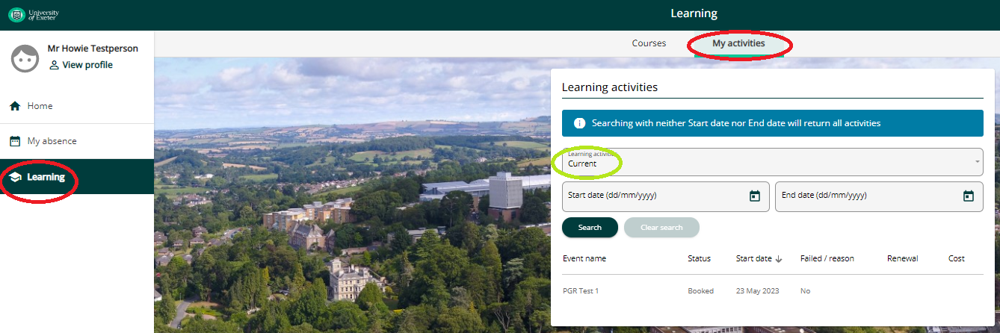 University
of Exeter
Learning
Mr Howie Testperson
View profile
Home
My absence
Learning
Courses
My activities
Learning activities
Searching with neither Start date nor End date will return all activities
Learning activities
Current
Start date (dd/mm/yyyy)
End date (dd/mm/yyyy)
Search
Clear search
Event name Status Start date Failed / reason Renewal Cost
PGR Test 1 Booked 23 May 2023 No